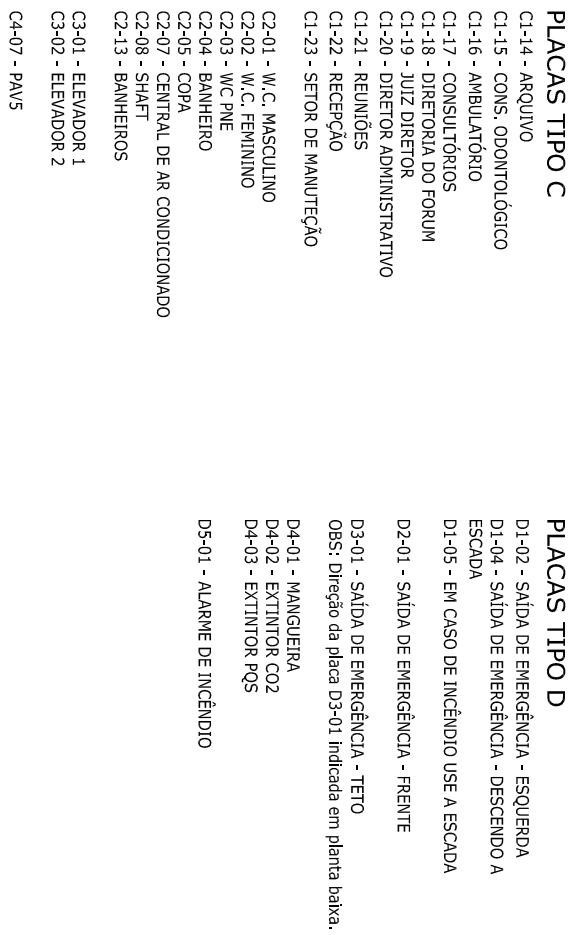 PLACAS TIPO C
C1-14 - ARQUIVO
C1-15 - CONS. ODONTOLÓGICO
C1-16 - AMBULATÓRIO
C1-17 - CONSULTÓRIOS
C1-18 - DIRETORIA DO FORUM
C1-19 - JUIZ DIRETOR
C1-20 - DIRETOR ADMINISTRATIVO
C1-21 - REUNIÕES
C1-22 - RECEPÇÃO
C1-23 - SETOR DE MANUTEÇÃO
C2-01 - W.C. MASCULINO
C2-02 - W.C. FEMININO
C2-03 - WC PNE
C2-04 - BANHEIRO
C2-05 - COPA
C2-07 - CENTRAL DE AR CONDICIONADO
C2-08 - SHAFT
C2-13 - BANHEIROS
C3-01 - ELEVADOR 1
C3-02 - ELEVADOR 2
C4-07 - PAV5
PLACAS TIPO D
D1-02 - SAÍDA DE EMERGÊNCIA - ESQUERDA
D1-04 - SAÍDA DE EMERGÊNCIA - DESCENDO A
ESCADA
D1-05 - EM CASO DE INCÊNDIO USE A ESCADA
D2-01 - SAÍDA DE EMERGÊNCIA - FRENTE
D3-01 - SAÍDA DE EMERGÊNCIA - TETO
OBS: Direção da placa D3-01 indicada em planta baixa.
D4-01 - MANGUEIRA
D4-02 - EXTINTOR CO2
D4-03 - EXTINTOR PQS
D5-01 - ALARME DE INCÊNDIO